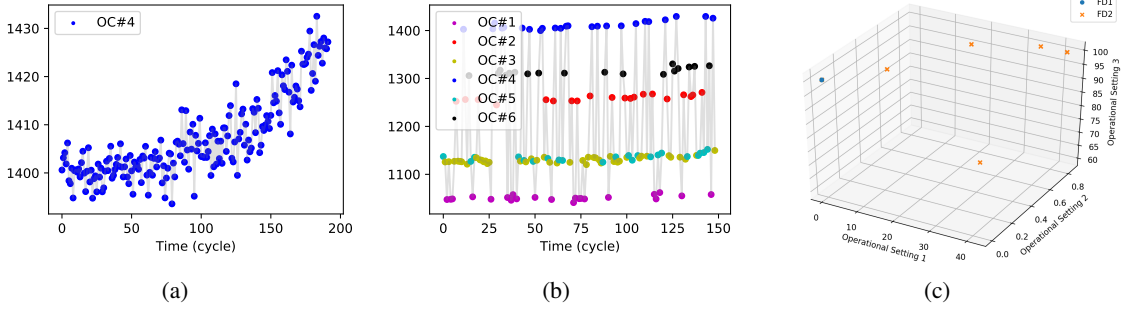 OC#4
1430
1420
1410
1400
0
50
100
150
200
Time (cycle)
(a)
OC#1
OC#2
OC#3
OC#4
OC#5
OC#6
1400
1300
1200
1100
0
25
50
75
100
125
150
Time (cycle)
(b)
FD1
FD2
100
95
90
85
80
75
70
65
60
Operational Setting 3
0
10
20
30
40
Operational Setting 1
0.0
0.2
0.4
0.6
0.8
Operational Setting 2
(c)